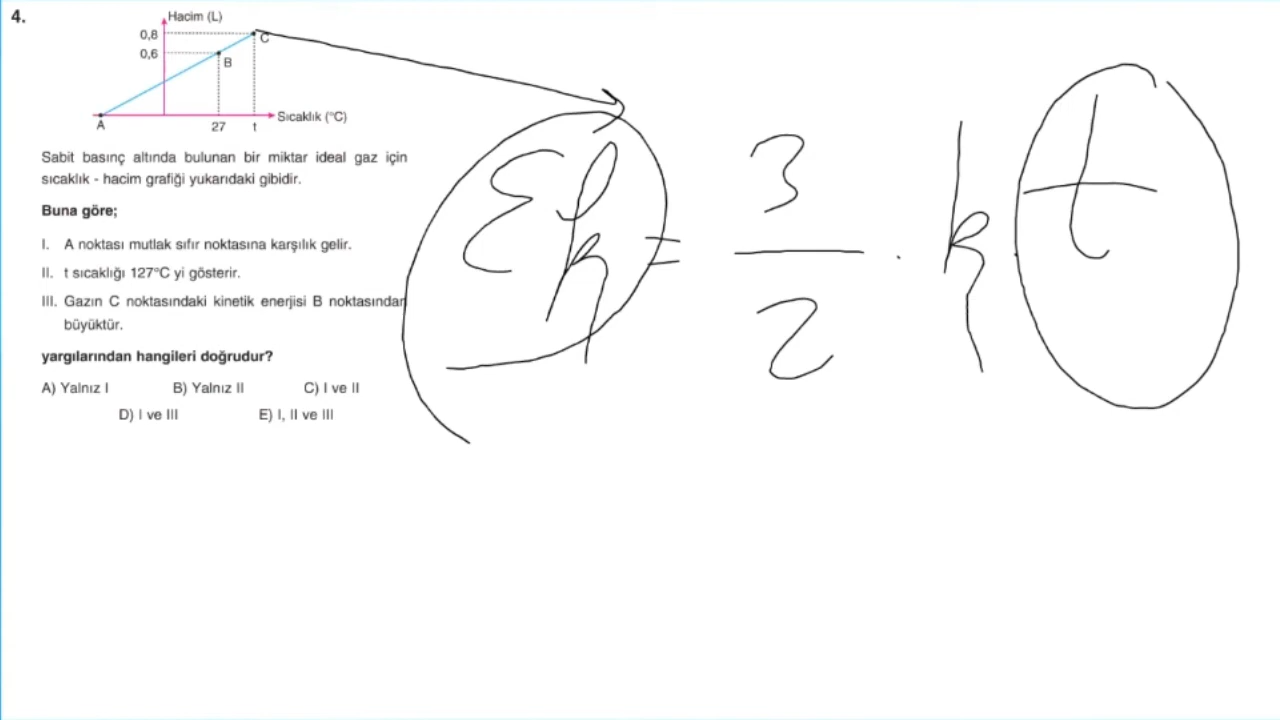 4.
Hacim (L)
0,8
C
0,6
B
Sıcaklık (°C)
A
27
t
Sabit basınç altında bulunan bir miktar ideal gaz için
sıcaklık - hacim grafiği yukarıdaki gibidir.
Buna göre;
I. A noktası mutlak sıfır noktasına karşılık gelir.
II. t sıcaklığı 127°C yi gösterir.
III. Gazın C noktasındaki kinetik enerjisi B noktasından
büyüktür.
yargılarından hangileri doğrudur?
A) Yalnız I B) Yalnız II C) I ve II
D) I ve III E) I, II ve III
Ek = 3/2 . k t